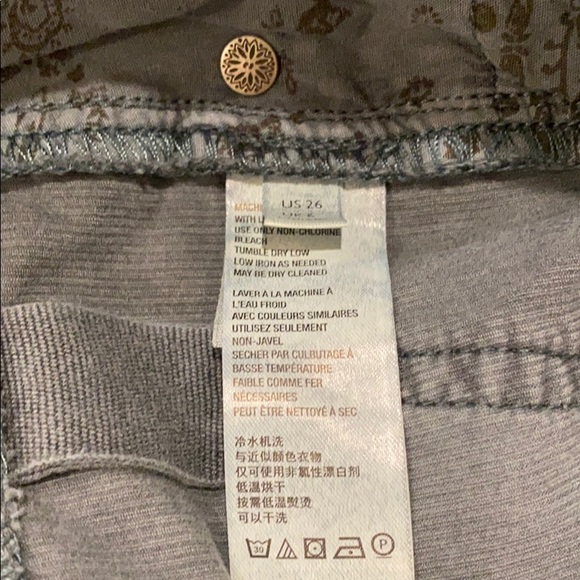 US 26
MACHI
WITH L
USE ONLY NON-CHLORINE
BLEACH
TUMBLE DRY LOW
LOW IRON AS NEEDED
MAY BE DRY CLEANED
LAVER À LA MACHINE À
L'EAU FROID
AVEC COULEURS SIMILAIRES
UTILISEZ SEULEMENT
NON-JAVEL
SECHER PAR CULBUTAGE À
BASSE TEMPÉRATURE
FAIBLE COMME FER
NÉCESSAIRES
PEUT ÊTRE NETTOYÉ À SEC
冷水机洗
与近似颜色衣物
仅可使用非氯性漂白剂
低温烘干
按需低温熨烫
可以干洗
30
P